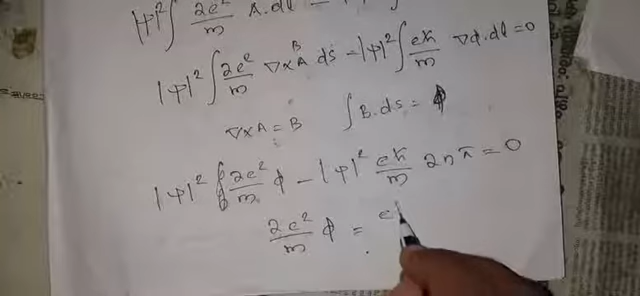 |ψ|² ∫ 2e²/m A.dl –
|ψ|² ∫ 2e²/m ∇×A ds – |ψ|² ∫ eℏ/m ∇φ.dl = 0
B
∇×A = B ∫B.ds = ϕ
|ψ|² ∮ 2e²/m ϕ – |ψ|² eℏ/m 2nπ = 0
2e²/m ϕ = e